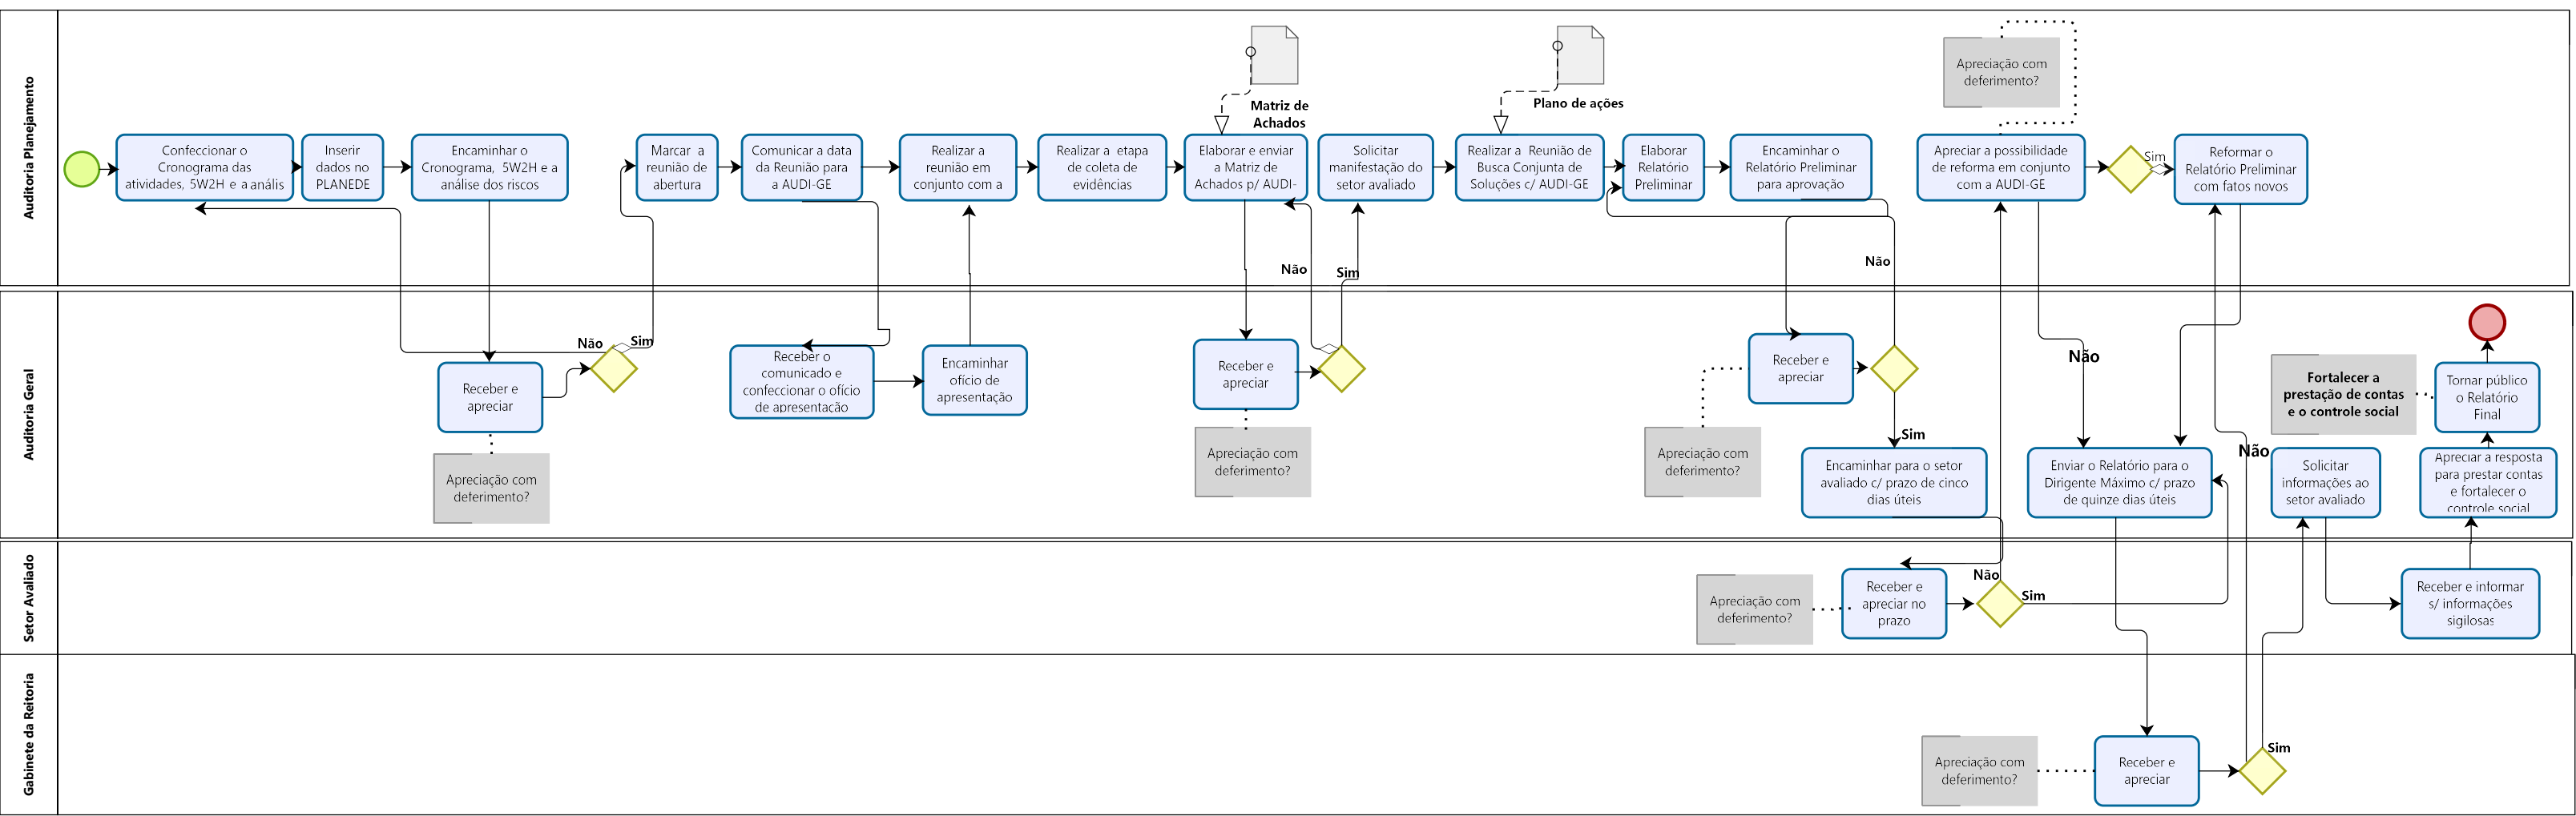 Auditoria Planejamento
Confeccionar o
Cronograma das
atividades, 5W2H e a anális
Inserir
dados no
PLANEDE
Encaminhar o
Cronograma, 5W2H e a
análise dos riscos
Marcar a
reunião de
abertura
Comunicar a data
da Reunião para
a AUDI-GE
Realizar a
reunião em
conjunto com a
Realizar a etapa
de coleta de
evidências
Matriz de
Achados
Elaborar e enviar
a Matriz de
Achados p/ AUDI-
Solicitar
manifestação do
setor avaliado
Plano de ações
Realizar a Reunião de
Busca Conjunta de
Soluções c/ AUDI-GE
Elaborar
Relatório
Preliminar
Encaminhar o
Relatório Preliminar
para aprovação
Apreciação com
deferimento?
Apreciar a possibilidade
de reforma em conjunto
com a AUDI-GE
Sim
Reformar o
Relatório Preliminar
com fatos novos
Não
Sim
Não
Auditoria Geral
Receber e
apreciar
Não
Sim
Apreciação com
deferimento?
Receber o
comunicado e
confeccionar o ofício
de apresentação
Encaminhar
ofício de
apresentação
Receber e
apreciar
Apreciação com
deferimento?
Receber e
apreciar
Apreciação com
deferimento?
Sim
Encaminhar para o setor
avaliado c/ prazo de cinco
dias úteis
Não
Enviar o Relatório para o
Dirigente Máximo c/ prazo
de quinze dias úteis
Não
Solicitar
informações ao
setor avaliado
Fortalecer a
prestação de contas
e o controle social
Tornar público
o Relatório
Final
Apreciar a resposta
para prestar contas
e fortalecer o
controle social
Setor Avaliado
Apreciação com
deferimento?
Receber e
apreciar no
prazo
Não
Sim
Receber e informar
s/ informações
sigilosas
Gabinete da Reitoria
Apreciação com
deferimento?
Receber e
apreciar
Sim